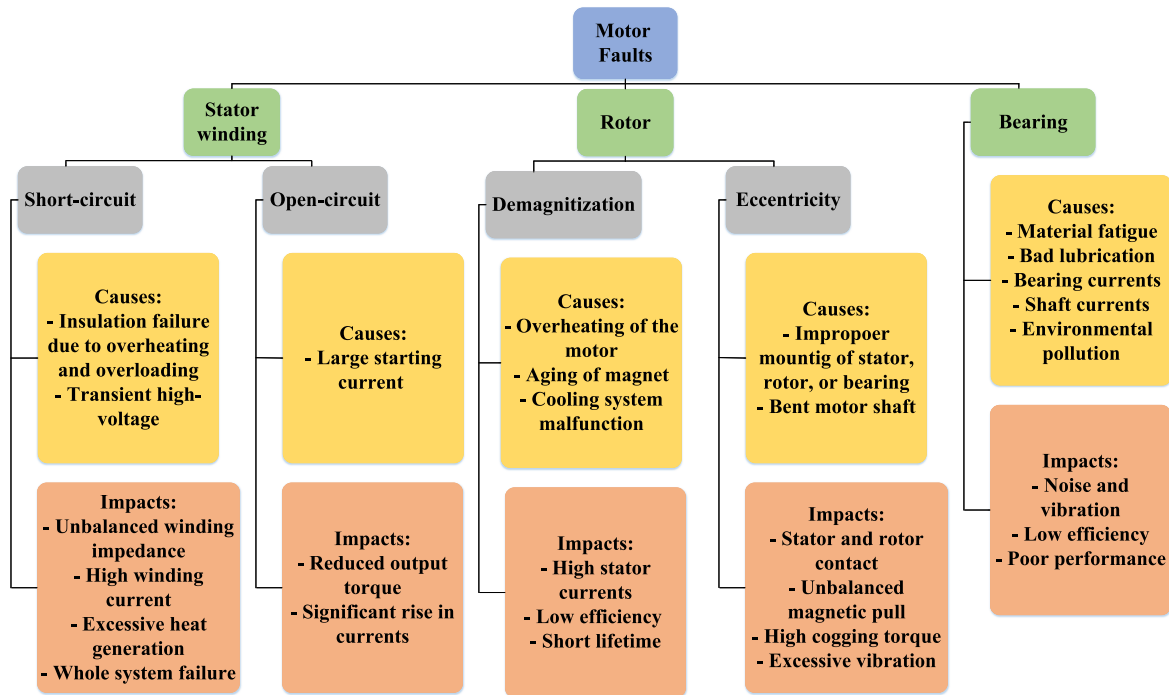 Motor
Faults
Stator
winding
Rotor
Bearing
Short-circuit
Open-circuit
Demagnitization
Eccentricity
Causes:
- Insulation failure
due to overheating
and overloading
- Transient high-
voltage
Causes:
- Large starting
current
Causes:
- Overheating of the
motor
- Aging of magnet
- Cooling system
malfunction
Causes:
- Impropoer
mountig of stator,
rotor, or bearing
- Bent motor shaft
Causes:
- Material fatigue
- Bad lubrication
- Bearing currents
- Shaft currents
- Environmental
pollution
Impacts:
- Unbalanced winding
impedance
- High winding
current
- Excessive heat
generation
- Whole system failure
Impacts:
- Reduced output
torque
- Significant rise in
currents
Impacts:
- High stator
currents
- Low efficiency
- Short lifetime
Impacts:
- Stator and rotor
contact
- Unbalanced
magnetic pull
- High cogging torque
- Excessive vibration
Impacts:
- Noise and
vibration
- Low efficiency
- Poor performance